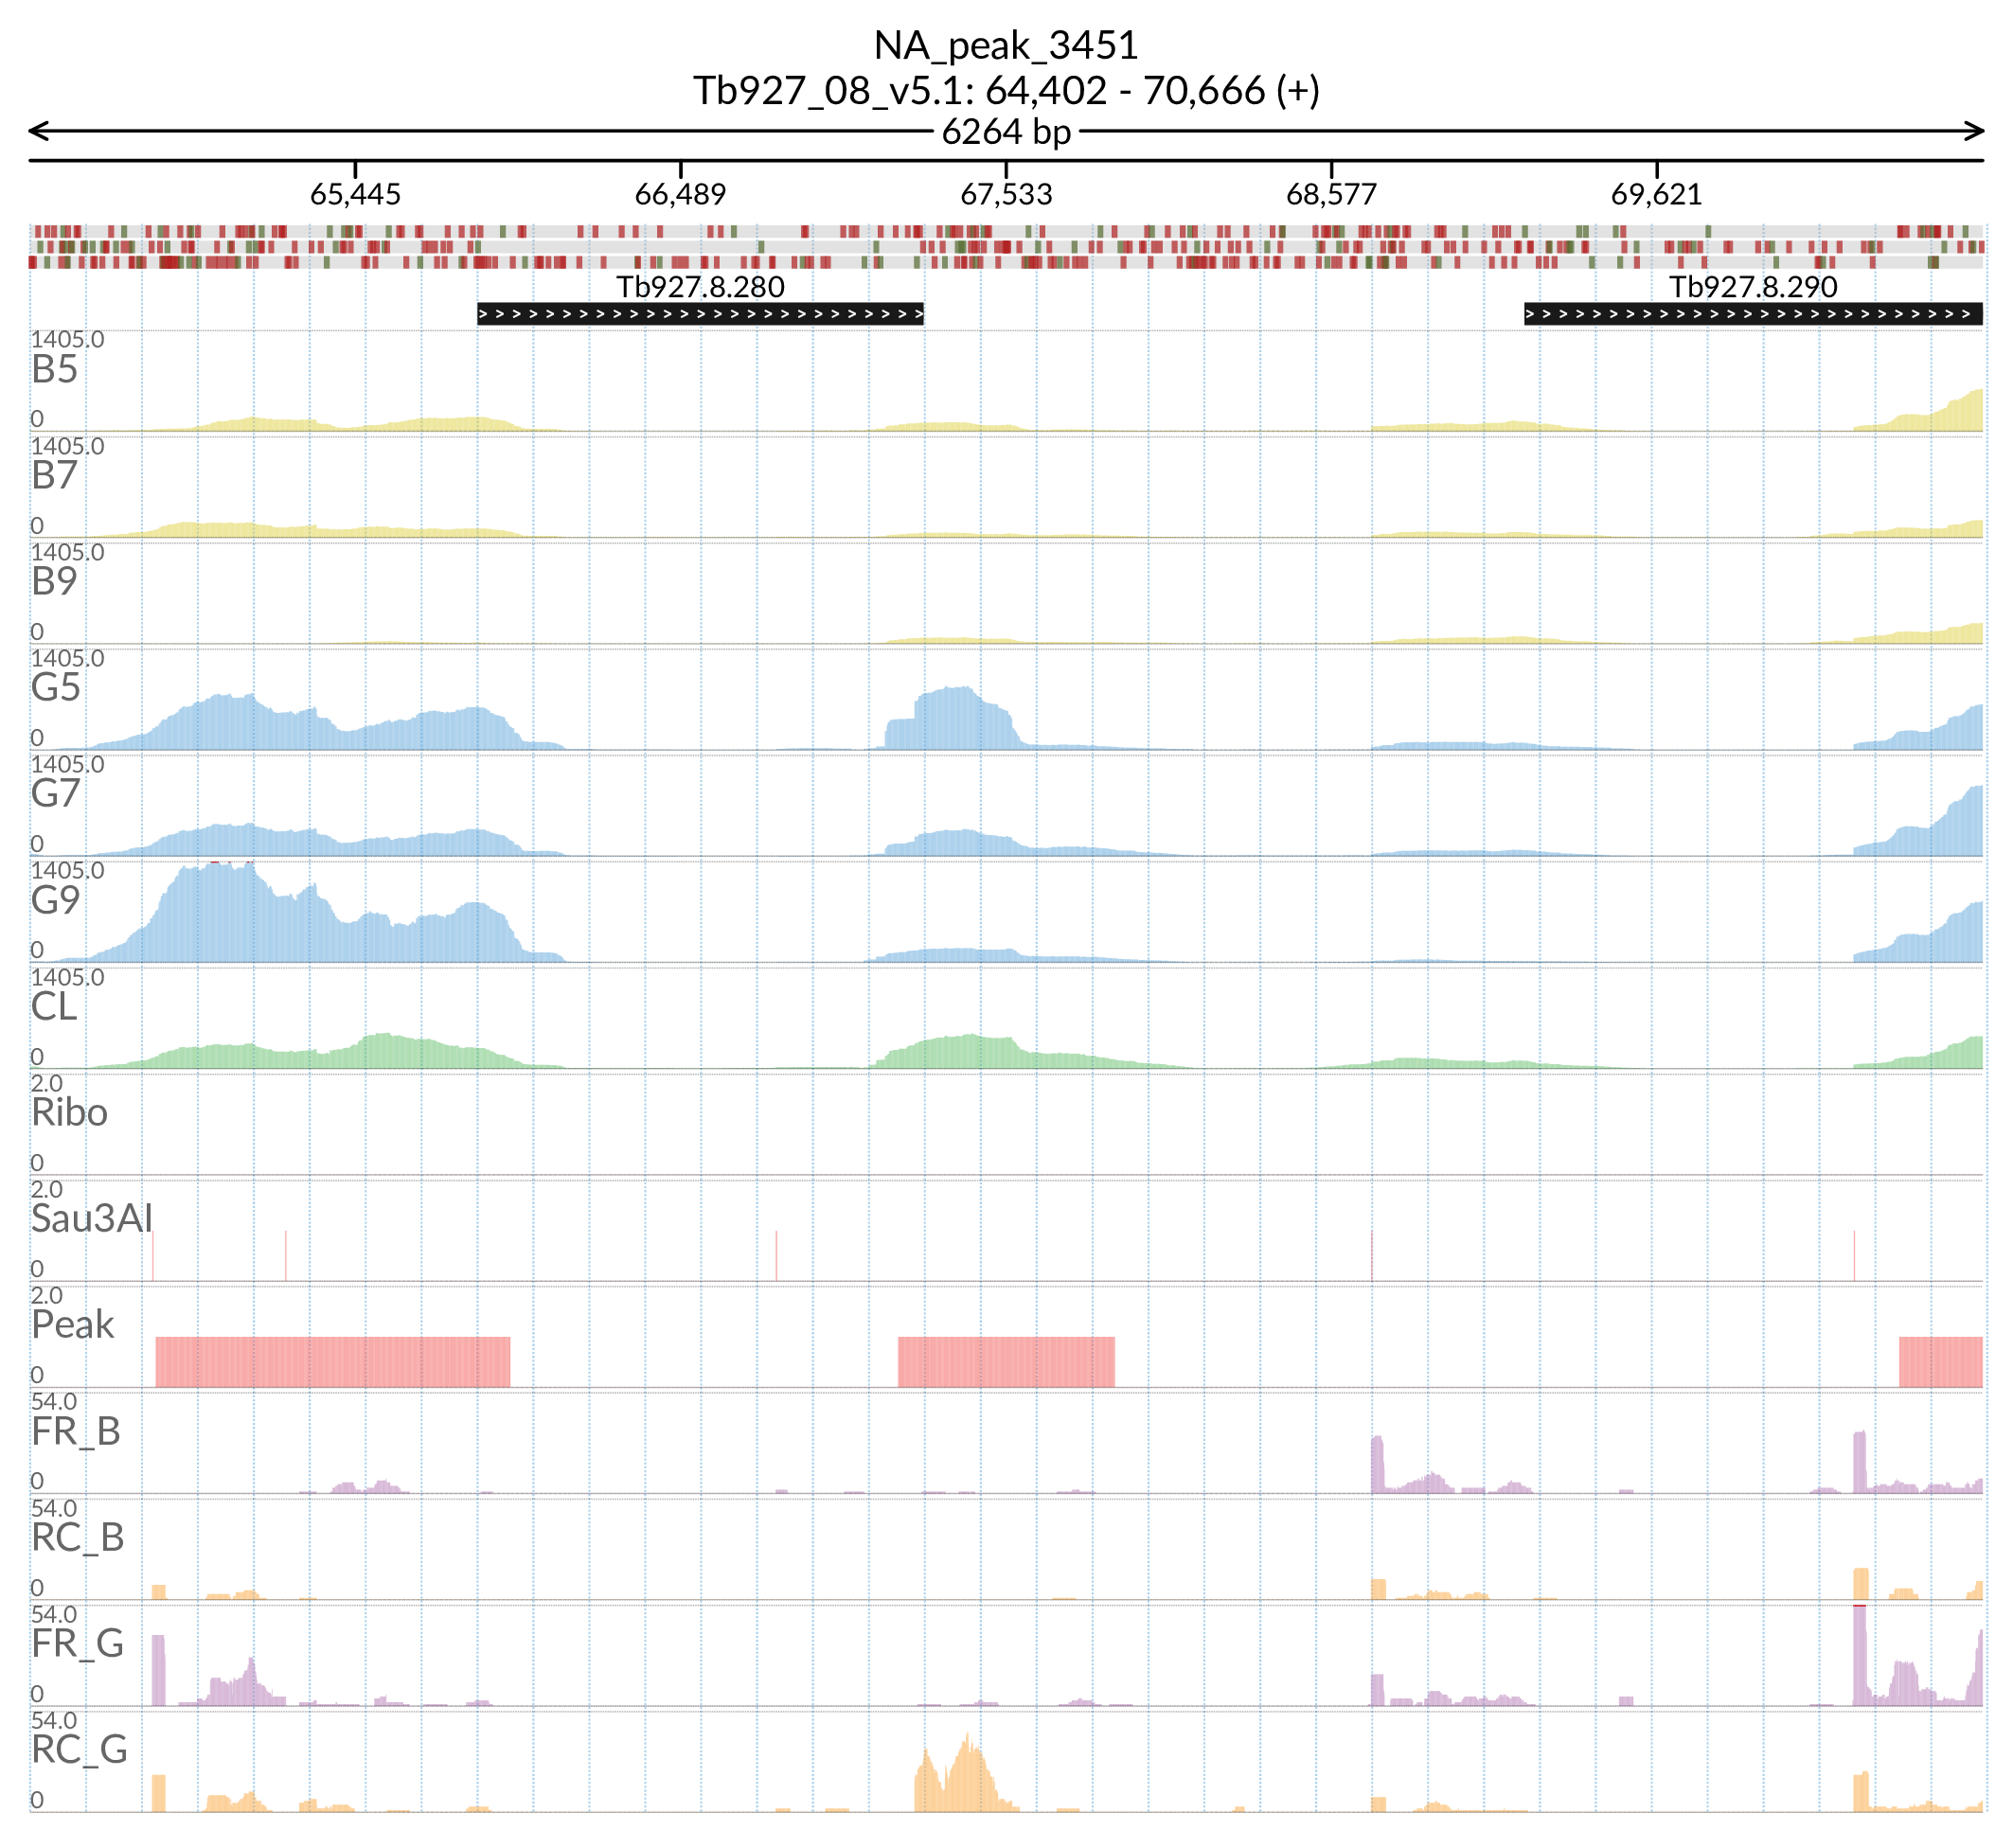 NA_peak_3451
Tb927_08_v5.1: 64,402 - 70,666 (+)
6264 bp
65,445 66,489 67,533 68,577 69,621
Tb927.8.280 Tb927.8.290
1405.0
B5
0
1405.0
B7
0
1405.0
B9
0
1405.0
G5
0
1405.0
G7
0
1405.0
G9
0
1405.0
CL
0
2.0
Ribo
0
2.0
Sau3AI
0
2.0
Peak
0
54.0
FR_B
0
54.0
RC_B
0
54.0
FR_G
0
54.0
RC_G
0